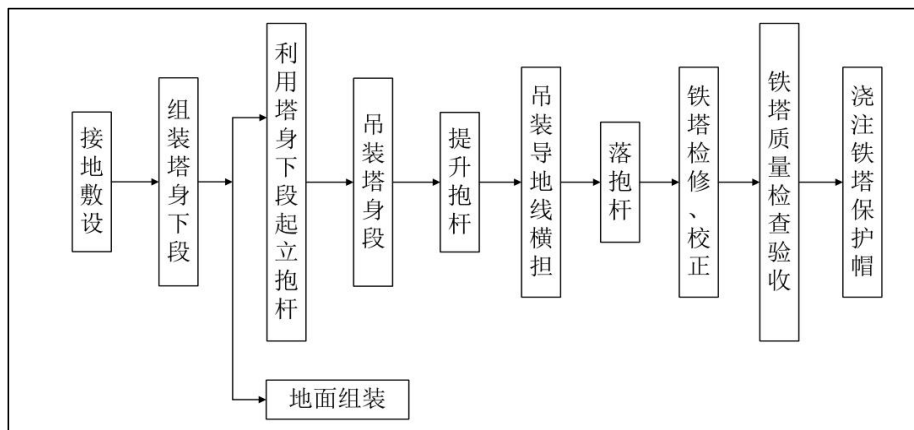 接地敷设
组装塔身下段
利用塔身下段起立抱杆
吊装塔身段
提升抱杆
吊装导地线横担
落抱杆
铁塔检修、校正
铁塔质量检查验收
浇注铁塔保护帽
地面组装